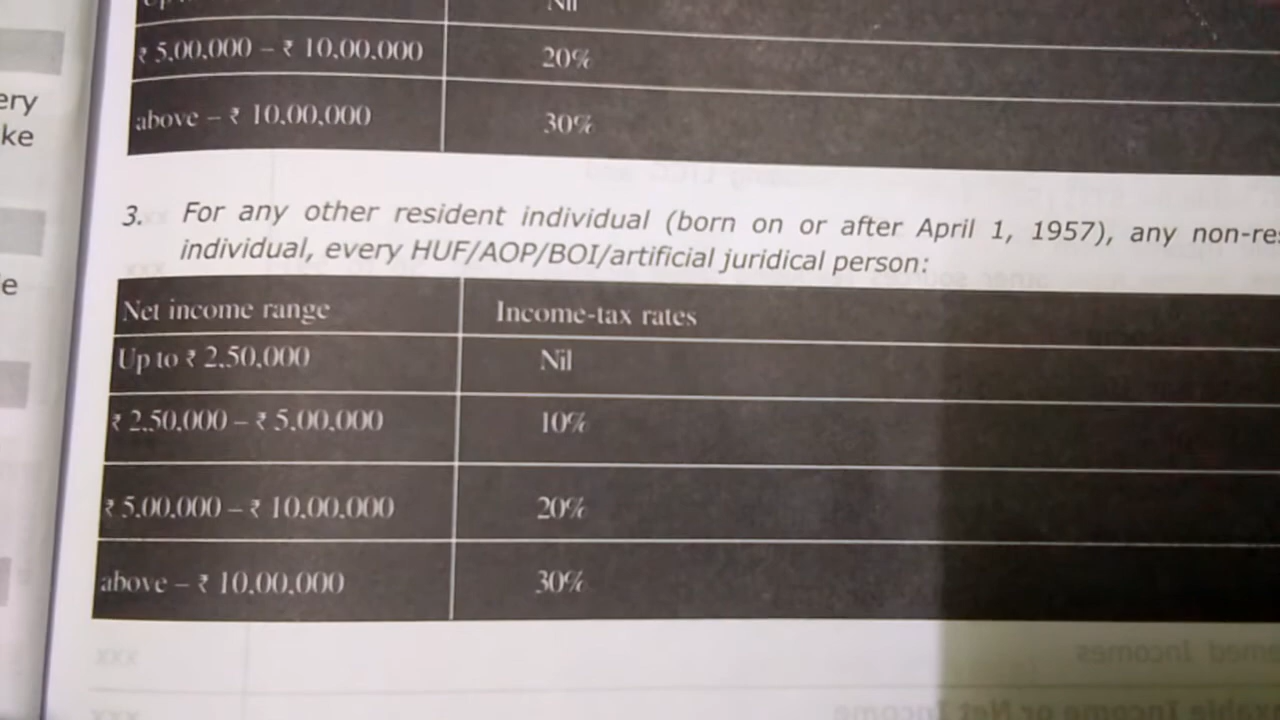 Nil
₹ 5,00,000 – ₹ 10,00,000 20%
above – ₹ 10,00,000 30%
ery
ke
e
3. For any other resident individual (born on or after April 1, 1957), any non-res
individual, every HUF/AOP/BOI/artificial juridical person:
Net income range Income-tax rates
Up to ₹ 2,50,000 Nil
₹ 2,50,000 – ₹ 5,00,000 10%
₹ 5,00,000 – ₹ 10,00,000 20%
above – ₹ 10,00,000 30%